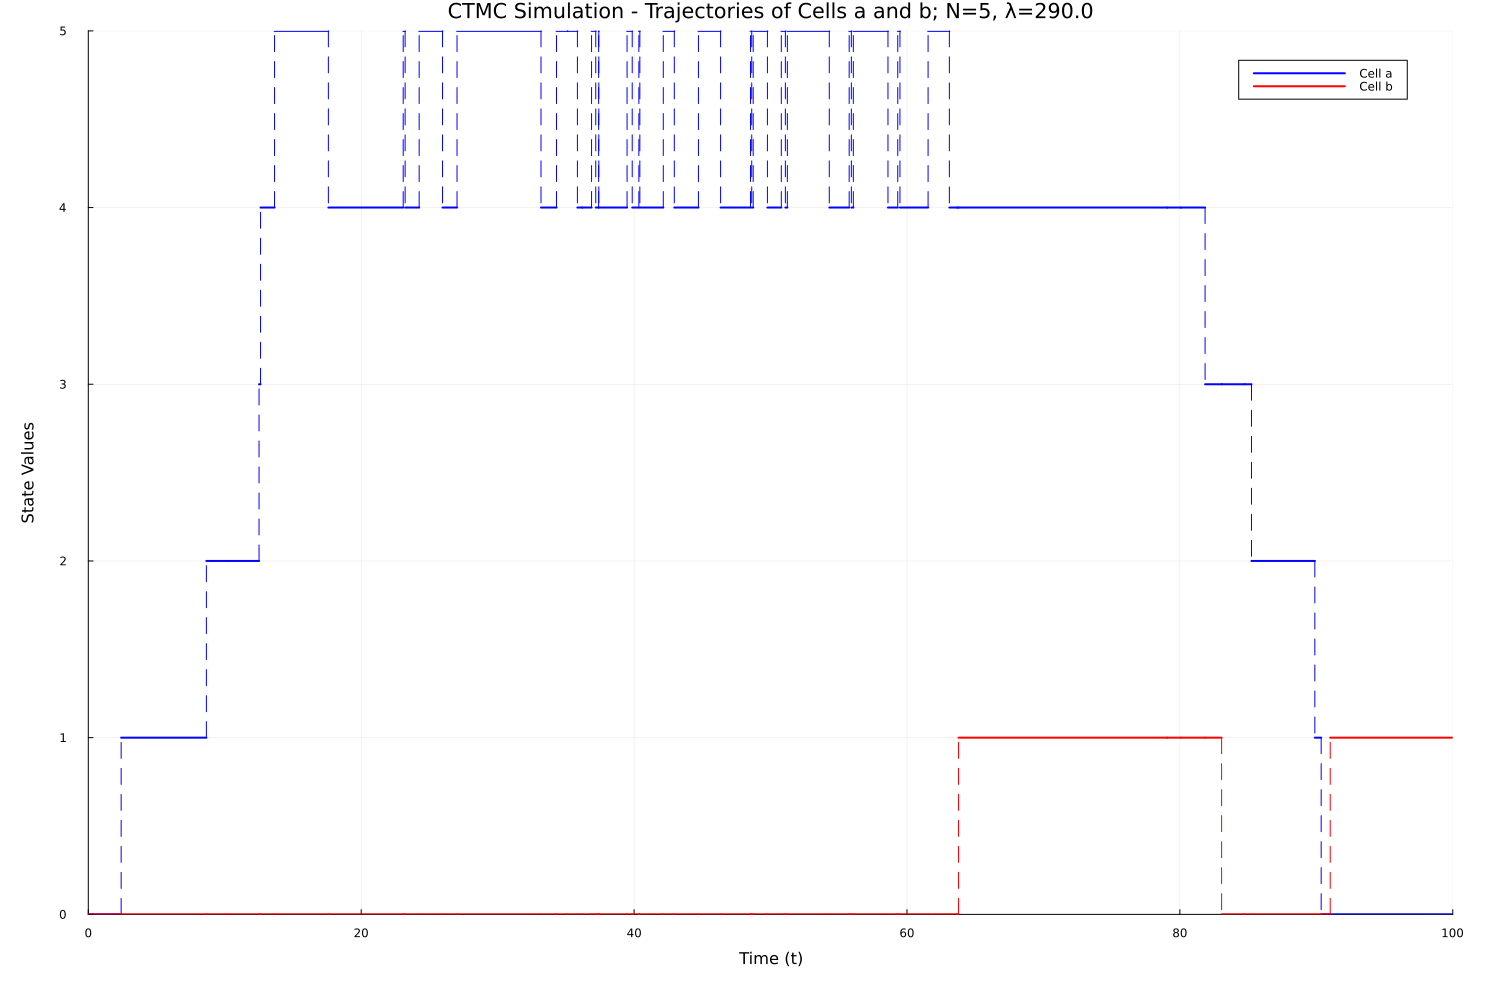 CTMC Simulation - Trajectories of Cells a and b; N=5, λ=290.0
Cell a
Cell b
State Values
5
4
3
2
1
0
0 20 40 60 80 100
Time (t)